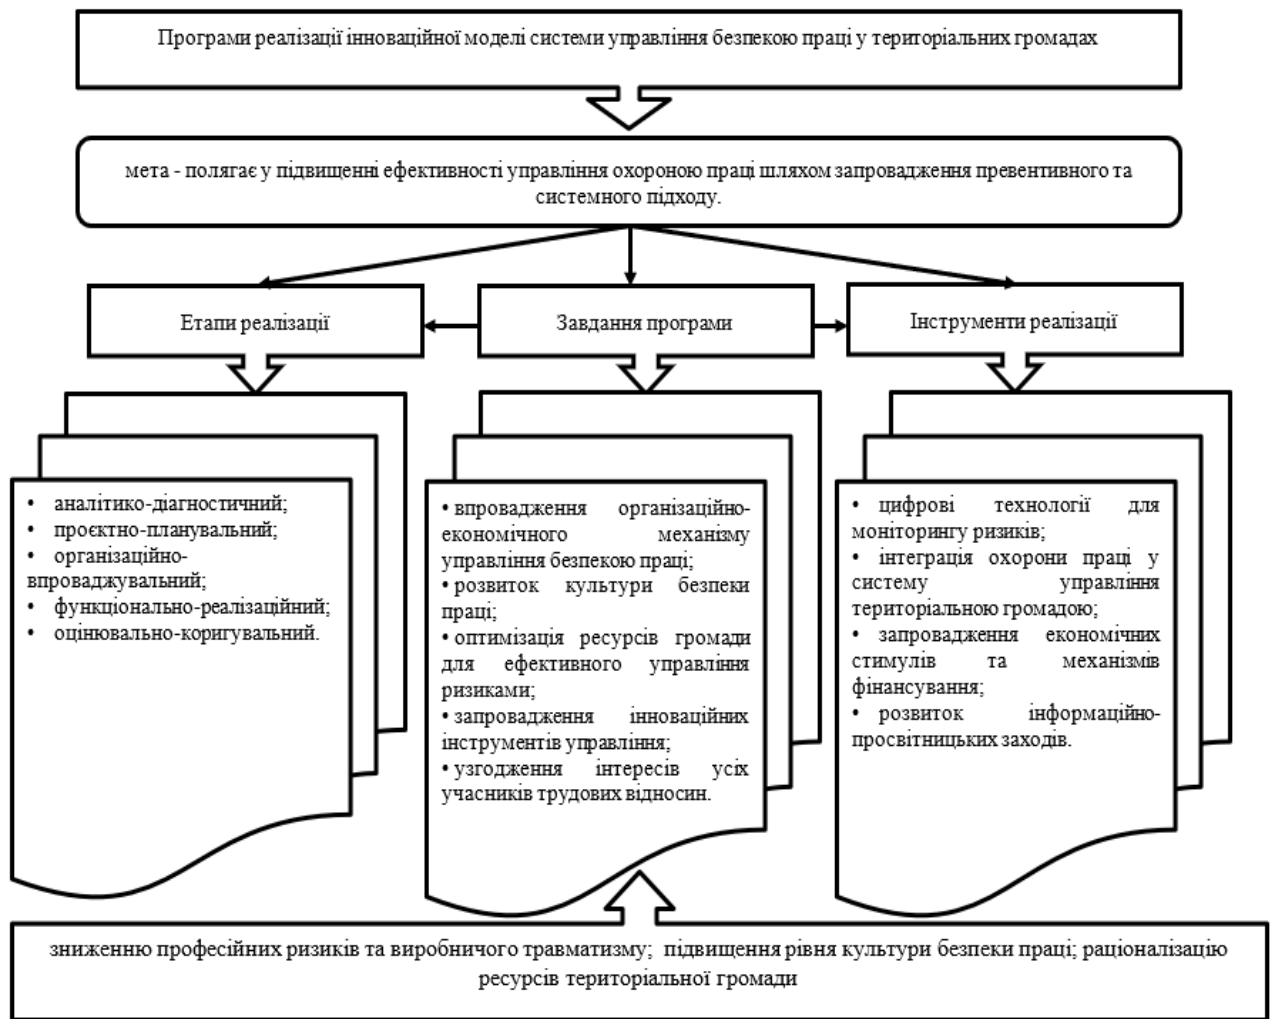 Програми реалізації інноваційної моделі системи управління безпекою праці у територіальних громадах
мета - полягає у підвищенні ефективності управління охороною праці шляхом запровадження превентивного та
системного підходу.
Етапи реалізації
Завдання програми
Інструменти реалізації
• аналітико-діагностичний;
• проєктно-планувальний;
• організаційно-
впроваджувальний;
• функціонально-реалізаційний;
• оцінювально-коригувальний.
• впровадження організаційно-
економічного механізму
управління безпекою праці;
• розвиток культури безпеки
праці;
• оптимізація ресурсів громади
для ефективного управління
ризиками;
• запровадження інноваційних
інструментів управління;
• узгодження інтересів усіх
учасників трудових відносин.
• цифрові технології для
моніторингу ризиків;
• інтеграція охорони праці у
систему управління
територіальною громадою;
• запровадження економічних
стимулів та механізмів
фінансування;
• розвиток інформаційно-
просвітницьких заходів.
зниженню професійних ризиків та виробничого травматизму; підвищення рівня культури безпеки праці; раціоналізацію
ресурсів територіальної громади